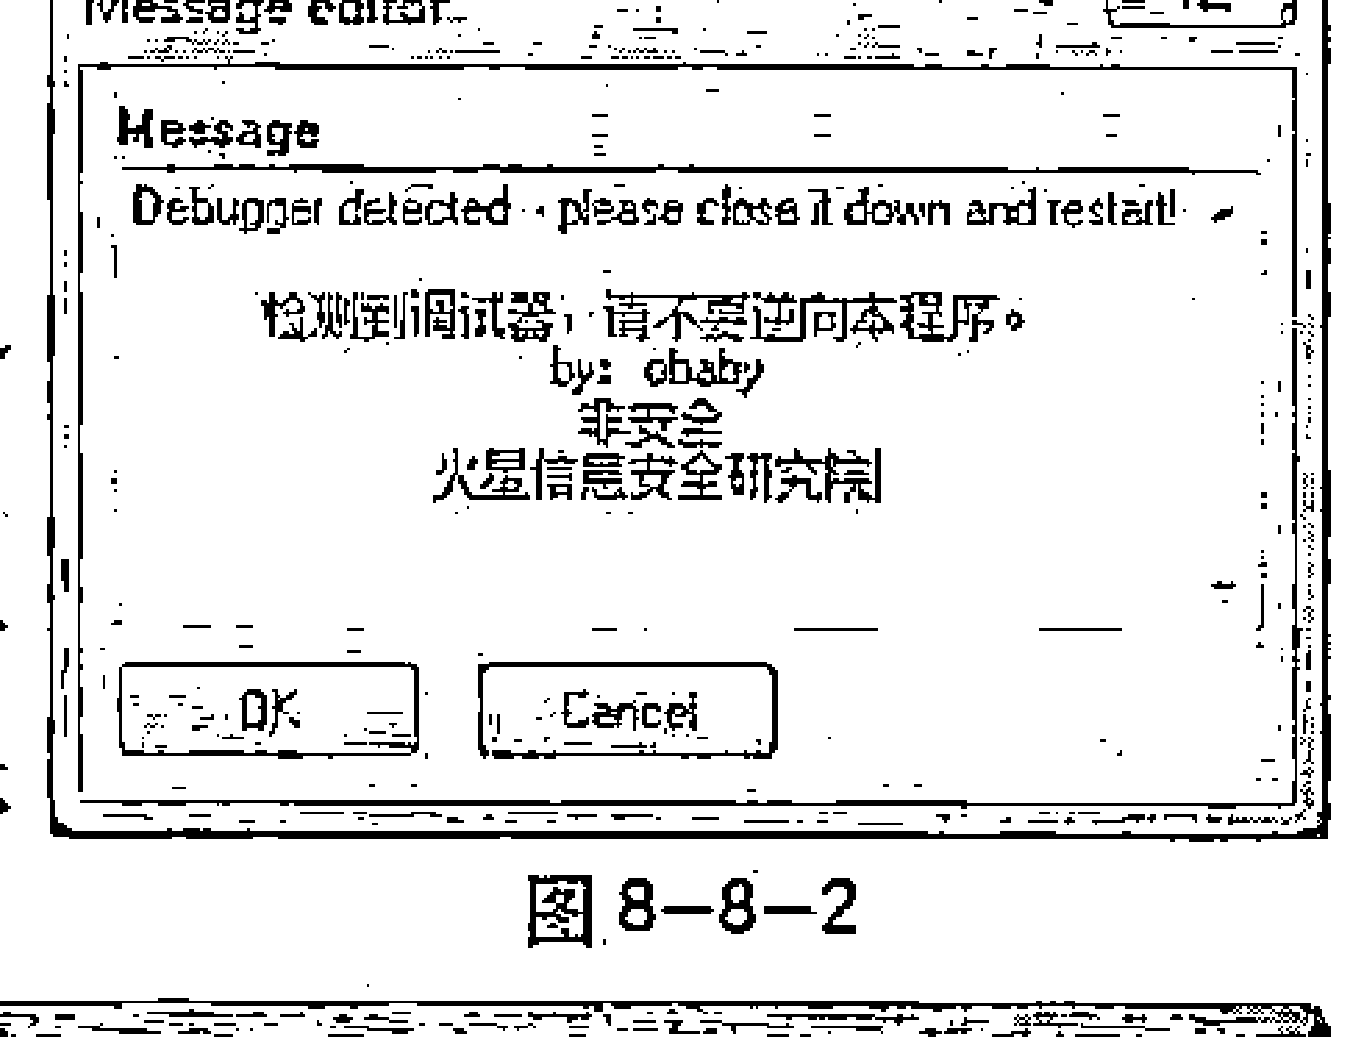 Message editor
Message
Debugger detected - please close it down and restart!
检测到调试器，请不要逆向本程序。
by: obaby
非安全
火星信息安全研究院
OK
Cancel
图 8-8-2